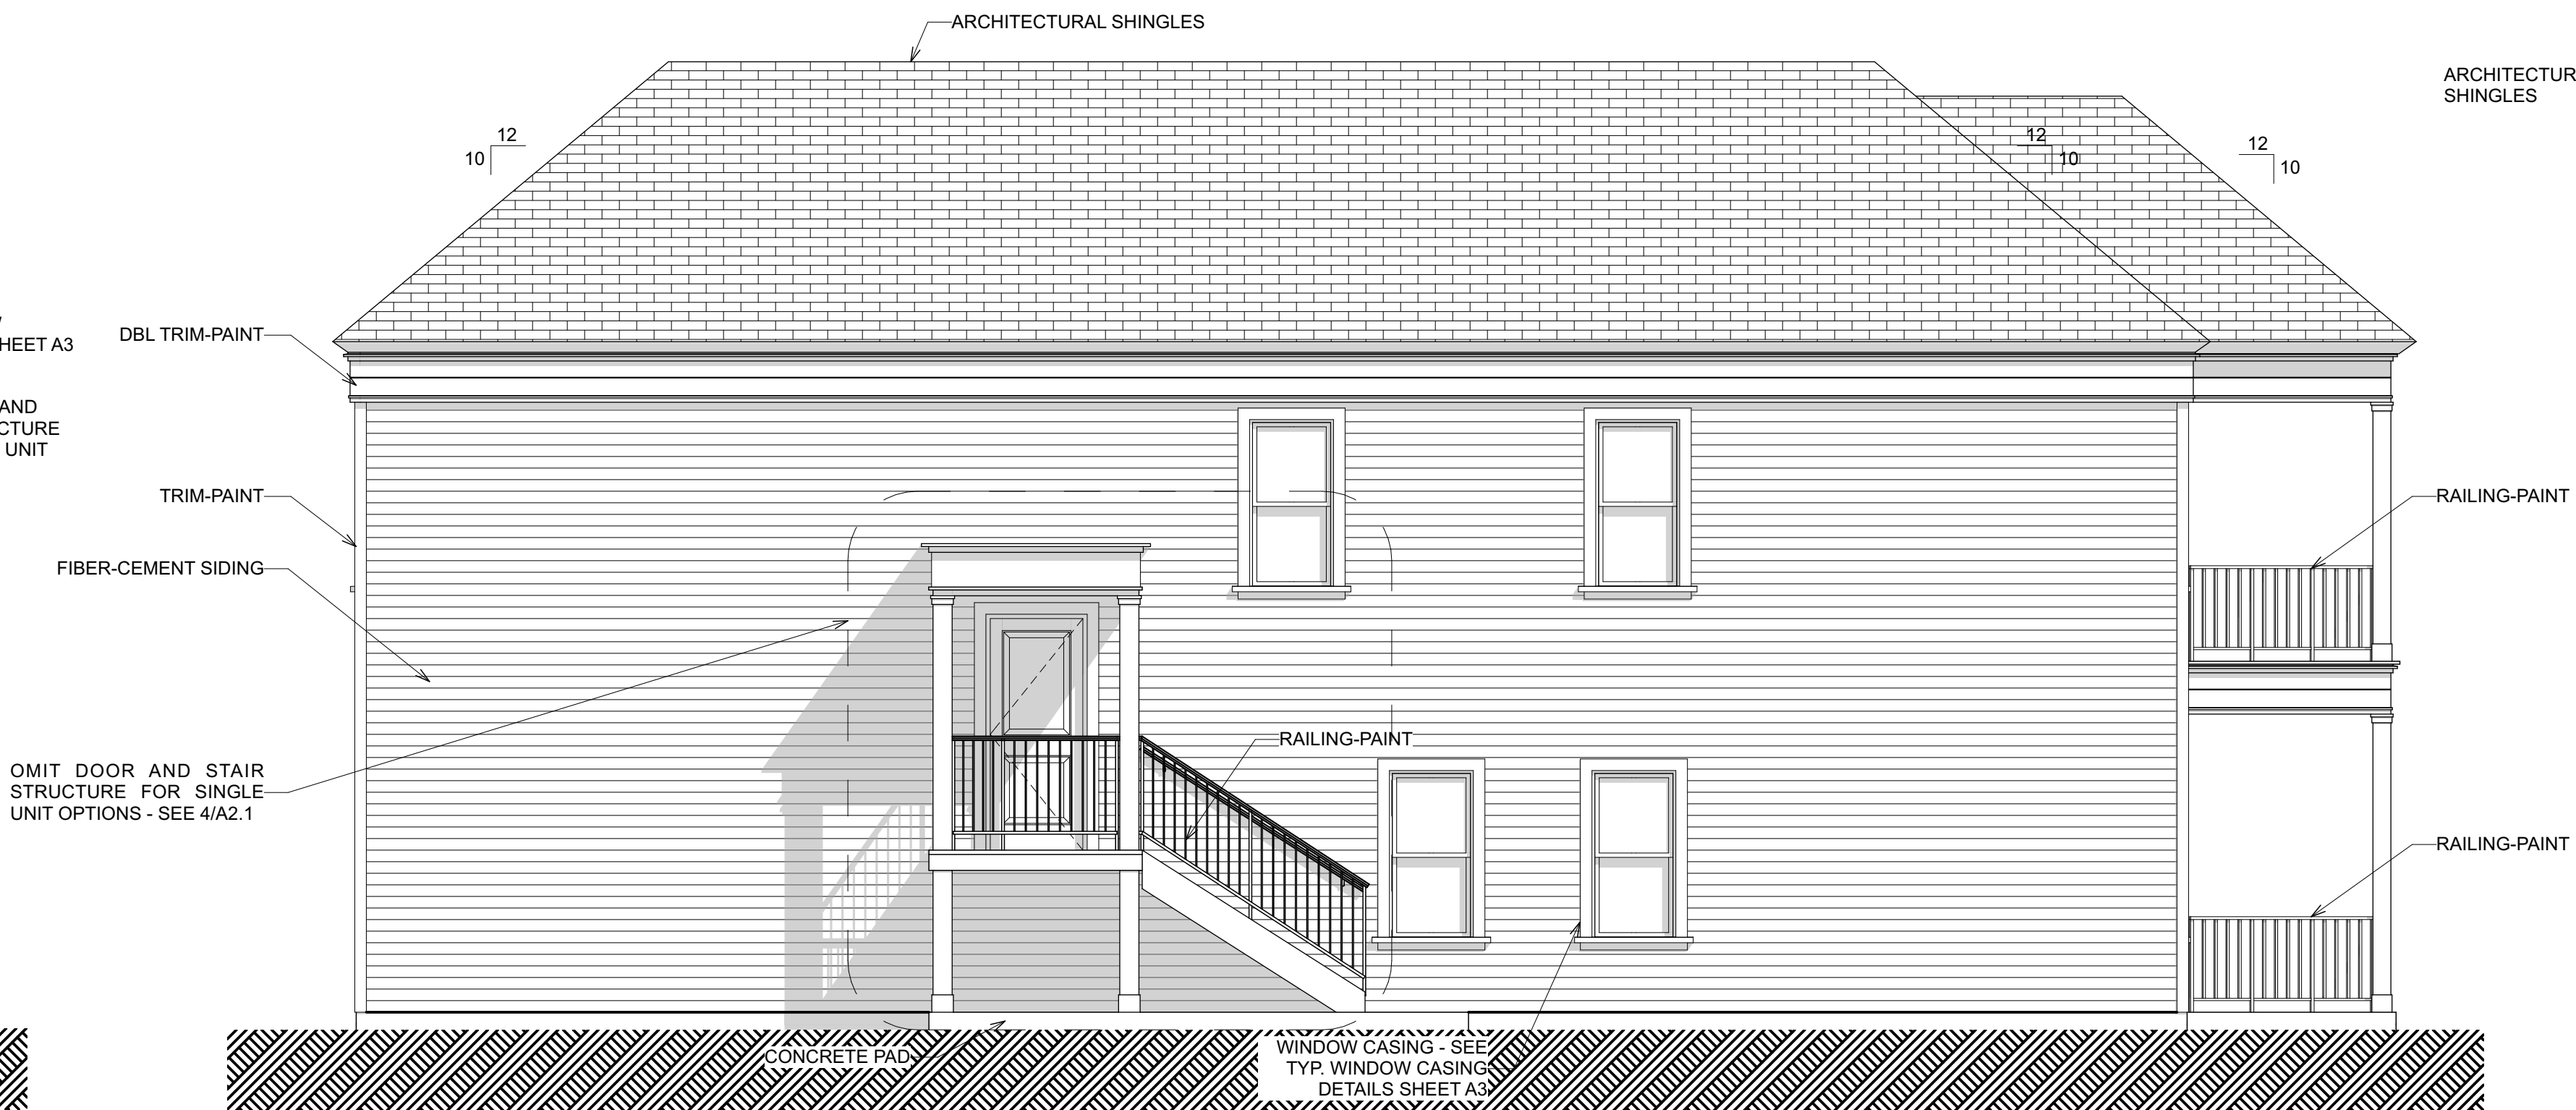 ARCHITECTURAL SHINGLES
ARCHITECTUR
SHINGLES
12
10
12
10
12
10
HEET A3
DBL TRIM-PAINT
AND
CTURE
UNIT
TRIM-PAINT
RAILING-PAINT
FIBER-CEMENT SIDING
RAILING-PAINT
OMIT DOOR AND STAIR
STRUCTURE FOR SINGLE
UNIT OPTIONS - SEE 4/A2.1
RAILING-PAINT
CONCRETE PAD
WINDOW CASING - SEE
TYP. WINDOW CASING
DETAILS SHEET A3